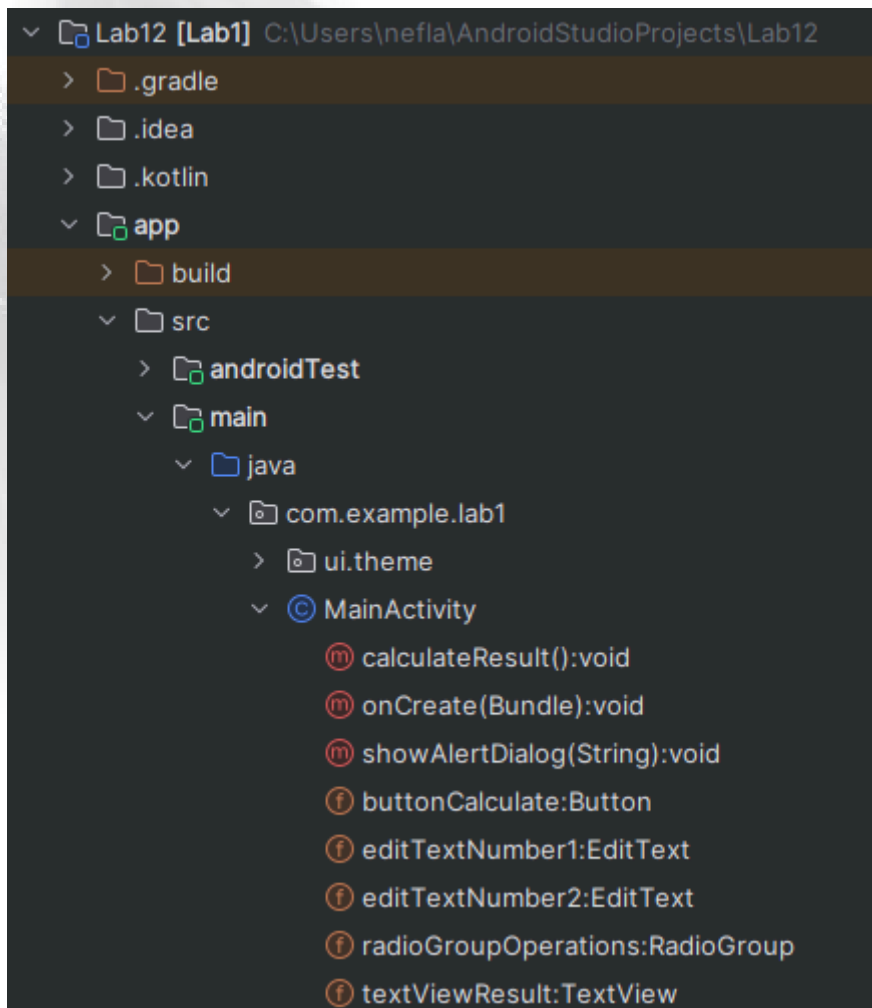 Lab12 [Lab1] C:\Users\nefla\AndroidStudioProjects\Lab12
.gradle
.idea
.kotlin
app
build
src
androidTest
main
java
com.example.lab1
ui.theme
C MainActivity
m calculateResult():void
m onCreate(Bundle):void
m showAlertDialog(String):void
f buttonCalculate:Button
f editTextNumber1:EditText
f editTextNumber2:EditText
f radioGroupOperations:RadioGroup
f textViewResult:TextView